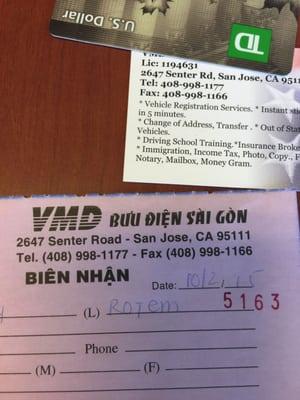 U.S. Dollar
TD
VMD
Lic: 1194631
2647 Senter Rd, San Jose, CA 9511
Tel: 408-998-1177
Fax: 408-998-1166
* Vehicle Registration Services. * Instant
in 5 minutes.
* Change of Address, Transfer . * Out of Stat
Vehicles.
* Driving School Training.*Insurance Broke
* Immigration, Income Tax, Photo, Copy., F
Notary, Mailbox, Money Gram.
VMD BƯU ĐIỆN SÀI GÒN
2647 Senter Road - San Jose, CA 95111
Tel. (408) 998-1177 - Fax (408) 998-1166
BIÊN NHẬN Date: 10/2, 15
5163
(L) Rotem
Phone
(M) (F)